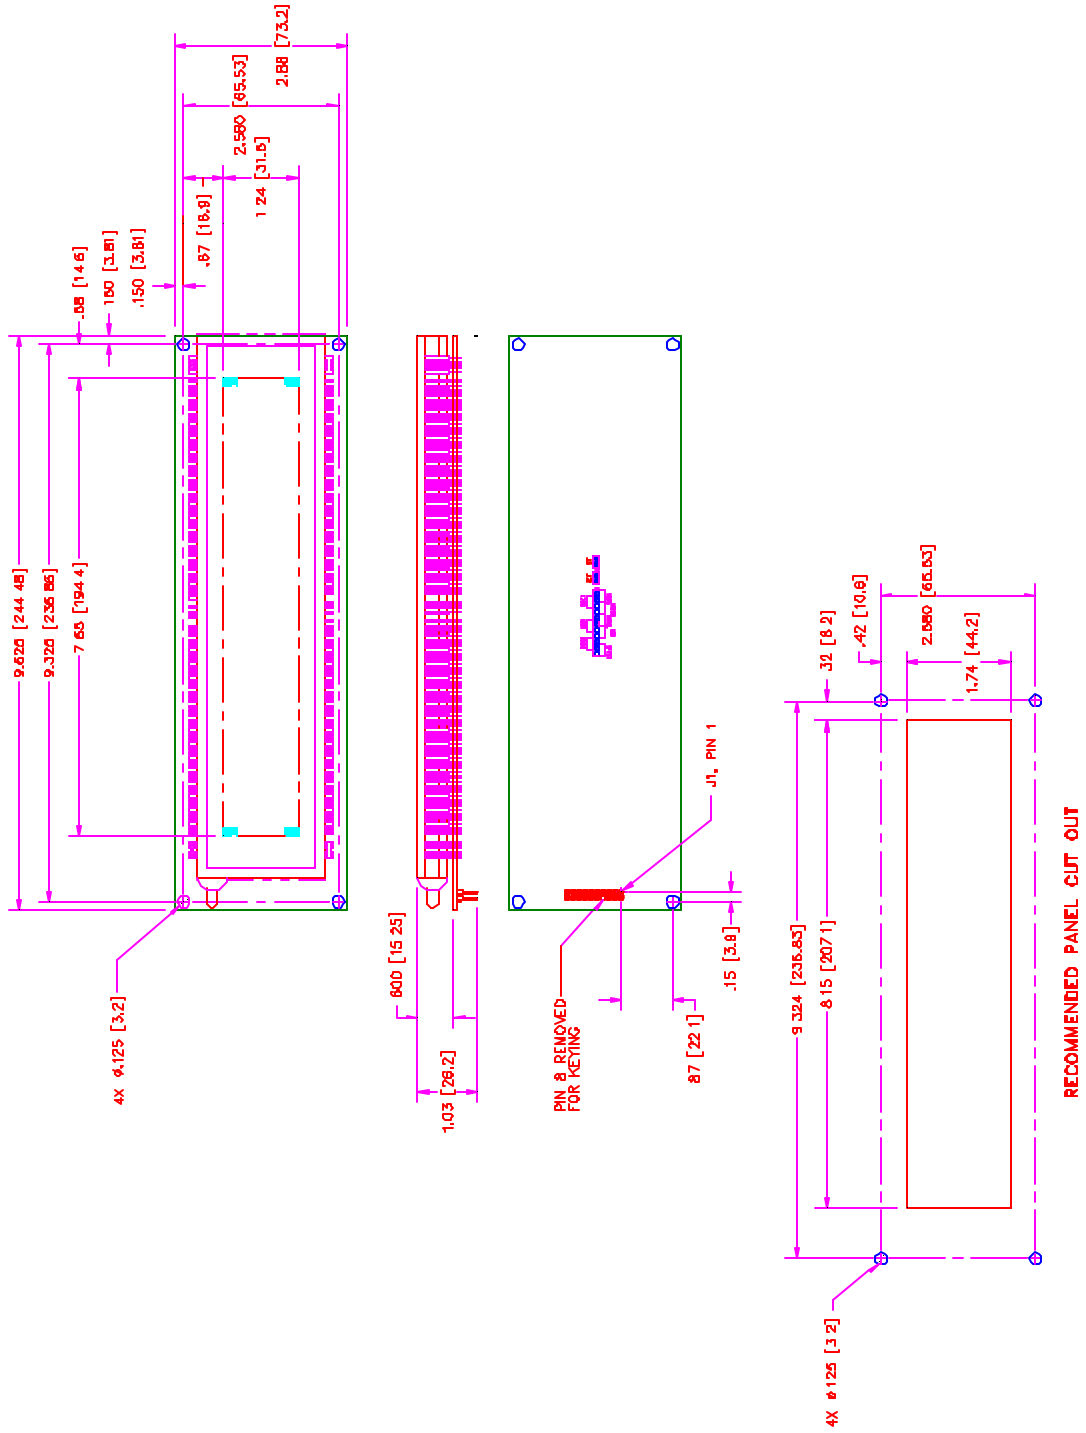 2.88 [73.2]
2.580 [65.53]
1 24 [31.5]
.67 [16.9]
.150 [3.81]
150 [3.81]
.58 [14 6]
9.625 [244 48]
9.325 [236 86]
7 65 [194 4]
4X ø.125 [3.2]
600 [15 25]
1.03 [26.2]
J1, PIN 1
PIN 8 REMOVED
FOR KEYING
.15 [3.8]
87 [22 1]
32 [8 2]
.42 [10.8]
2.580 [65.53]
1.74 [44.2]
9 324 [236.83]
8 15 [207 1]
4X ø 125 [3 2]
RECOMMENDED PANEL CUT OUT